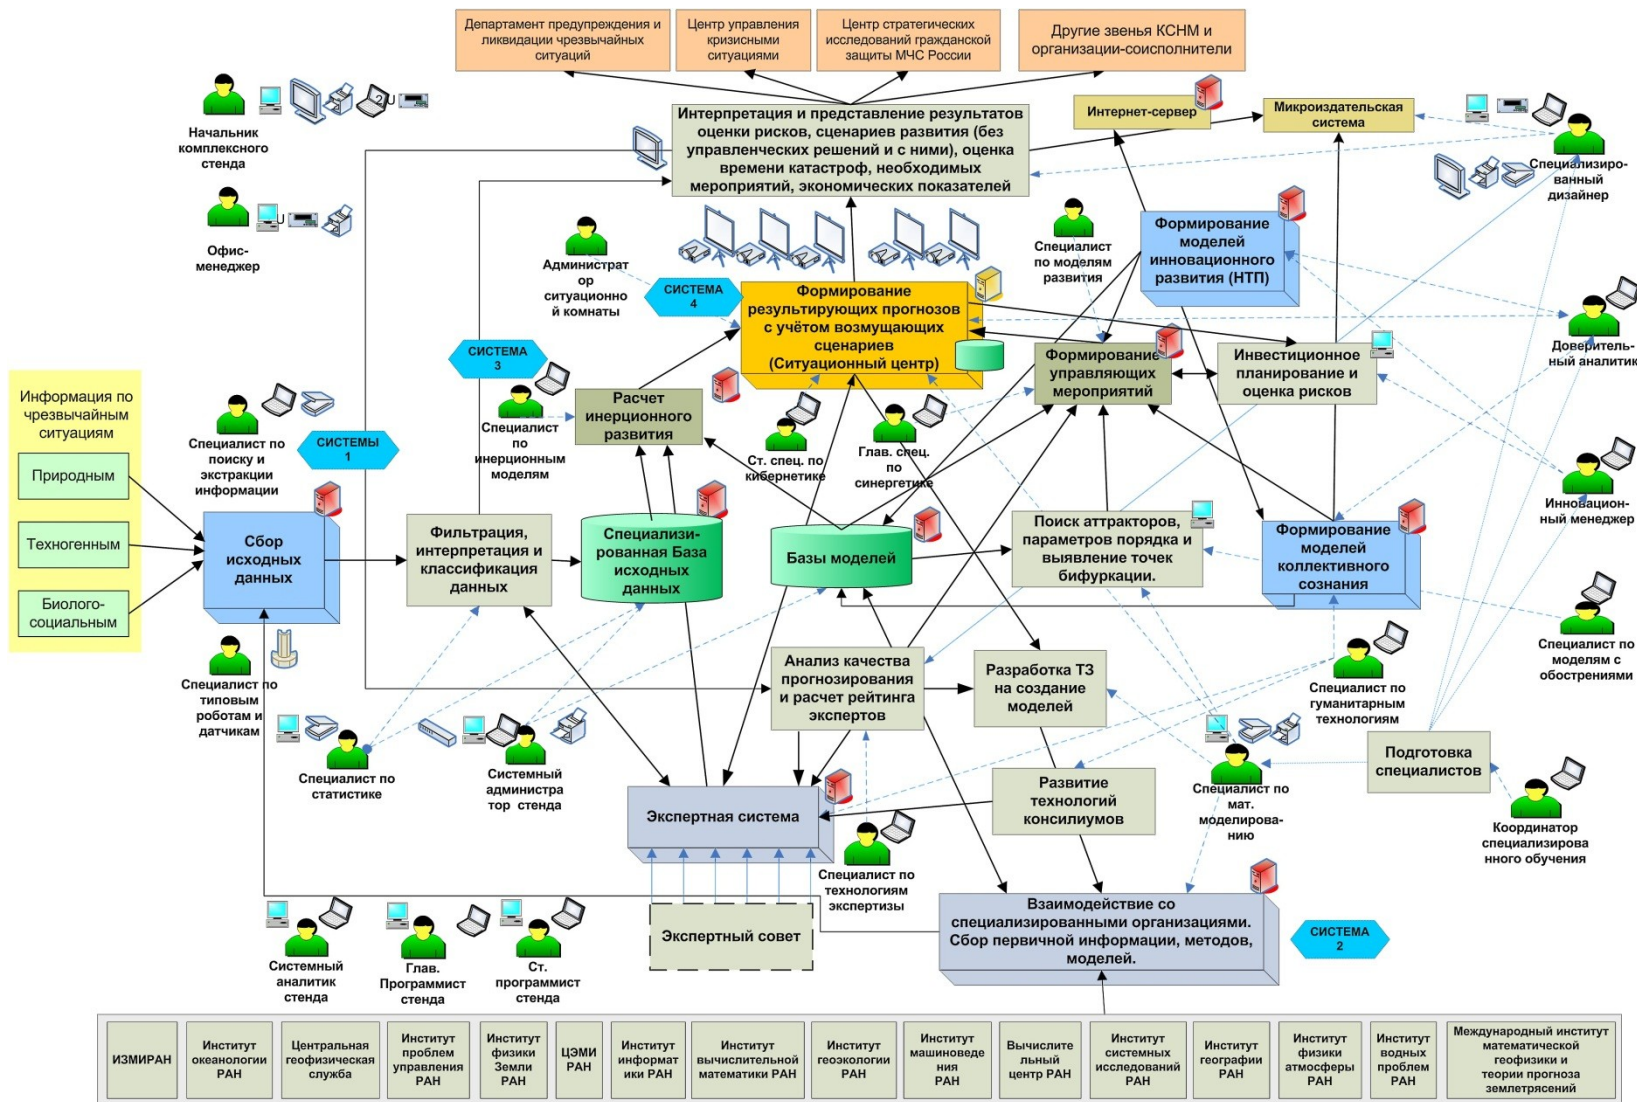 Департамент предупреждения и
ликвидации чрезвычайных
ситуаций
Центр управления
кризисными
ситуациями
Центр стратегических
исследований гражданской
защиты МЧС России
Другие звенья КСНМ и
организации-соисполнители
Начальник
комплексного
стенда
Интерпретация и представление результатов
оценки рисков, сценариев развития (без
управленческих решений и с ними), оценка
времени катастроф, необходимых
мероприятий, экономических показателей
Интернет-сервер
Микроиздательская
система
Специализиро-
ванный
дизайнер
Офис-
менеджер
Администрат
ор
ситуационно
й комнаты
СИСТЕМА
4
Специалист
по моделям
развития
Формирование
моделей
инновационного
развития (НТП)
Формирование
результирующих прогнозов
с учётом возмущающих
сценариев
(Ситуационный центр)
СИСТЕМА
3
Формирование
управляющих
мероприятий
Инвестиционное
планирование и
оценка рисков
Доверитель-
ный аналитик
Информация по
чрезвычайным
ситуациям
Природным
Техногенным
Биолого-
социальным
Специалист по
поиску и
экстракции
информации
СИСТЕМЫ
1
Специалист
по
инерционным
моделям
Расчет
инерционного
развития
Ст. спец. по
кибернетике
Глав. спец.
по
синергетике
Инновацион-
ный менеджер
Сбор
исходных
данных
Фильтрация,
интерпретация и
классификация
данных
Специализи-
рованная База
исходных
данных
Базы моделей
Поиск аттракторов,
параметров порядка и
выявление точек
бифуркации.
Формирование
моделей
коллективного
сознания
Специалист по
моделям с
обострениями
Специалист по
типовым
роботам и
датчикам
Анализ качества
прогнозирования
и расчет рейтинга
экспертов
Разработка ТЗ
на создание
моделей
Специалист по
гуманитарным
технологиям
Специалист по
статистике
Системный
администра
тор стенда
Подготовка
специалистов
Экспертная система
Развитие
технологий
консилиумов
Специалист по
мат.
моделирова-
нию
Координатор
специализирова
нного обучения
Специалист по
технологиям
экспертизы
Экспертный совет
Взаимодействие со
специализированными организациями.
Сбор первичной информации, методов,
моделей.
СИСТЕМА
2
Системный
аналитик
стенда
Глав.
Программист
стенда
Ст.
программист
стенда
ИЗМИРАН
Институт
океанологии
РАН
Центральная
геофизическая
служба
Институт
проблем
управления
РАН
Институт
физики
Земли
РАН
ЦЭМИ
РАН
Институт
информат
ики РАН
Институт
вычислительной
математики РАН
Институт
геоэкологии
РАН
Институт
машиноведе
ния
РАН
Вычислите
льный
центр РАН
Институт
системных
исследований
РАН
Институт
географии
РАН
Институт
физики
атмосферы
РАН
Институт
водных
проблем РАН
Международный институт
математической
геофизики и
теории прогноза
землетрясений